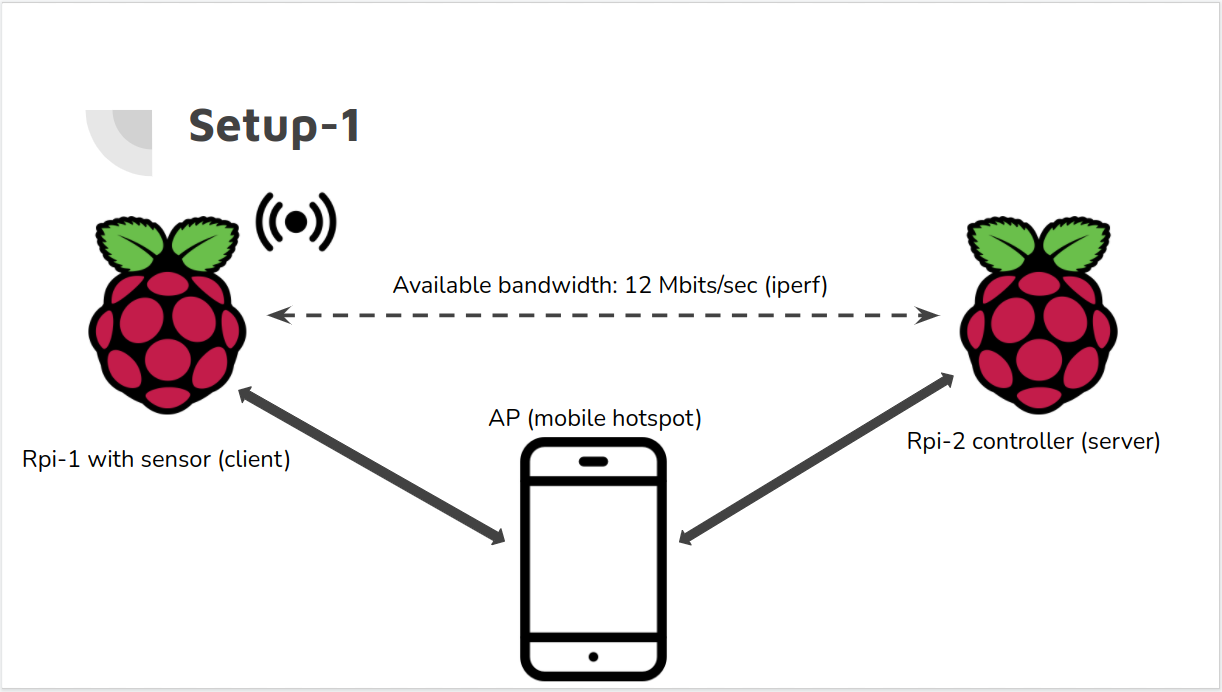 Setup-1
Available bandwidth: 12 Mbits/sec (iperf)
AP (mobile hotspot)
Rpi-2 controller (server)
Rpi-1 with sensor (client)